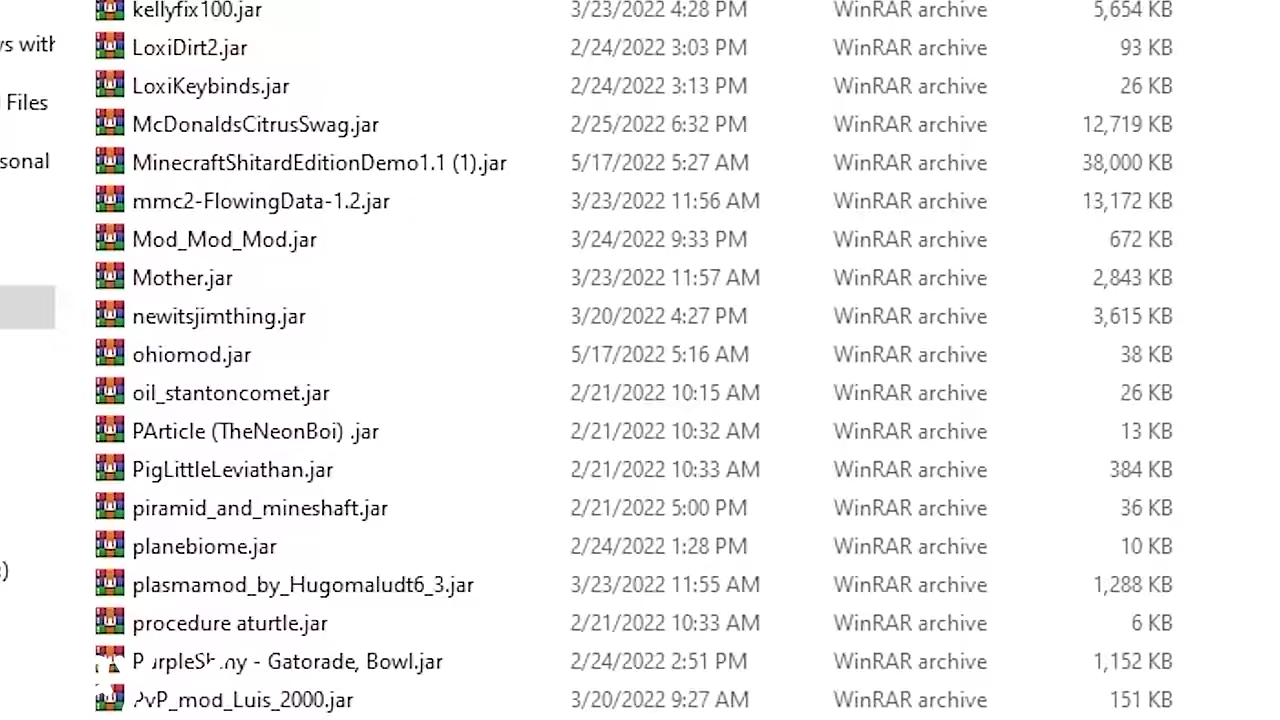 kellyfix100.jar 3/23/2022 4:28 PM WinRAR archive 5,654 KB
LoxiDirt2.jar 2/24/2022 3:03 PM WinRAR archive 93 KB
LoxiKeybinds.jar 2/24/2022 3:13 PM WinRAR archive 26 KB
Files
McDonaldsCitrusSwag.jar 2/25/2022 6:32 PM WinRAR archive 12,719 KB
sonal MinecraftShitardEditionDemo1.1 (1).jar 5/17/2022 5:27 AM WinRAR archive 38,000 KB
mmc2-FlowingData-1.2.jar 3/23/2022 11:56 AM WinRAR archive 13,172 KB
Mod_Mod_Mod.jar 3/24/2022 9:33 PM WinRAR archive 672 KB
Mother.jar 3/23/2022 11:57 AM WinRAR archive 2,843 KB
newitsjimthing.jar 3/20/2022 4:27 PM WinRAR archive 3,615 KB
ohiomod.jar 5/17/2022 5:16 AM WinRAR archive 38 KB
oil_stantoncomet.jar 2/21/2022 10:15 AM WinRAR archive 26 KB
PArticle (TheNeonBoi) .jar 2/21/2022 10:32 AM WinRAR archive 13 KB
PigLittleLeviathan.jar 2/21/2022 10:33 AM WinRAR archive 384 KB
piramid_and_mineshaft.jar 2/21/2022 5:00 PM WinRAR archive 36 KB
planebiome.jar 2/24/2022 1:28 PM WinRAR archive 10 KB
plasmamod_by_Hugomaludt6_3.jar 3/23/2022 11:55 AM WinRAR archive 1,288 KB
procedure aturtle.jar 2/21/2022 10:33 AM WinRAR archive 6 KB
- Gatorade, Bowl.jar 2/24/2022 2:51 PM WinRAR archive 1,152 KB
PvP_mod_Luis_2000.jar 3/20/2022 9:27 AM WinRAR archive 151 KB